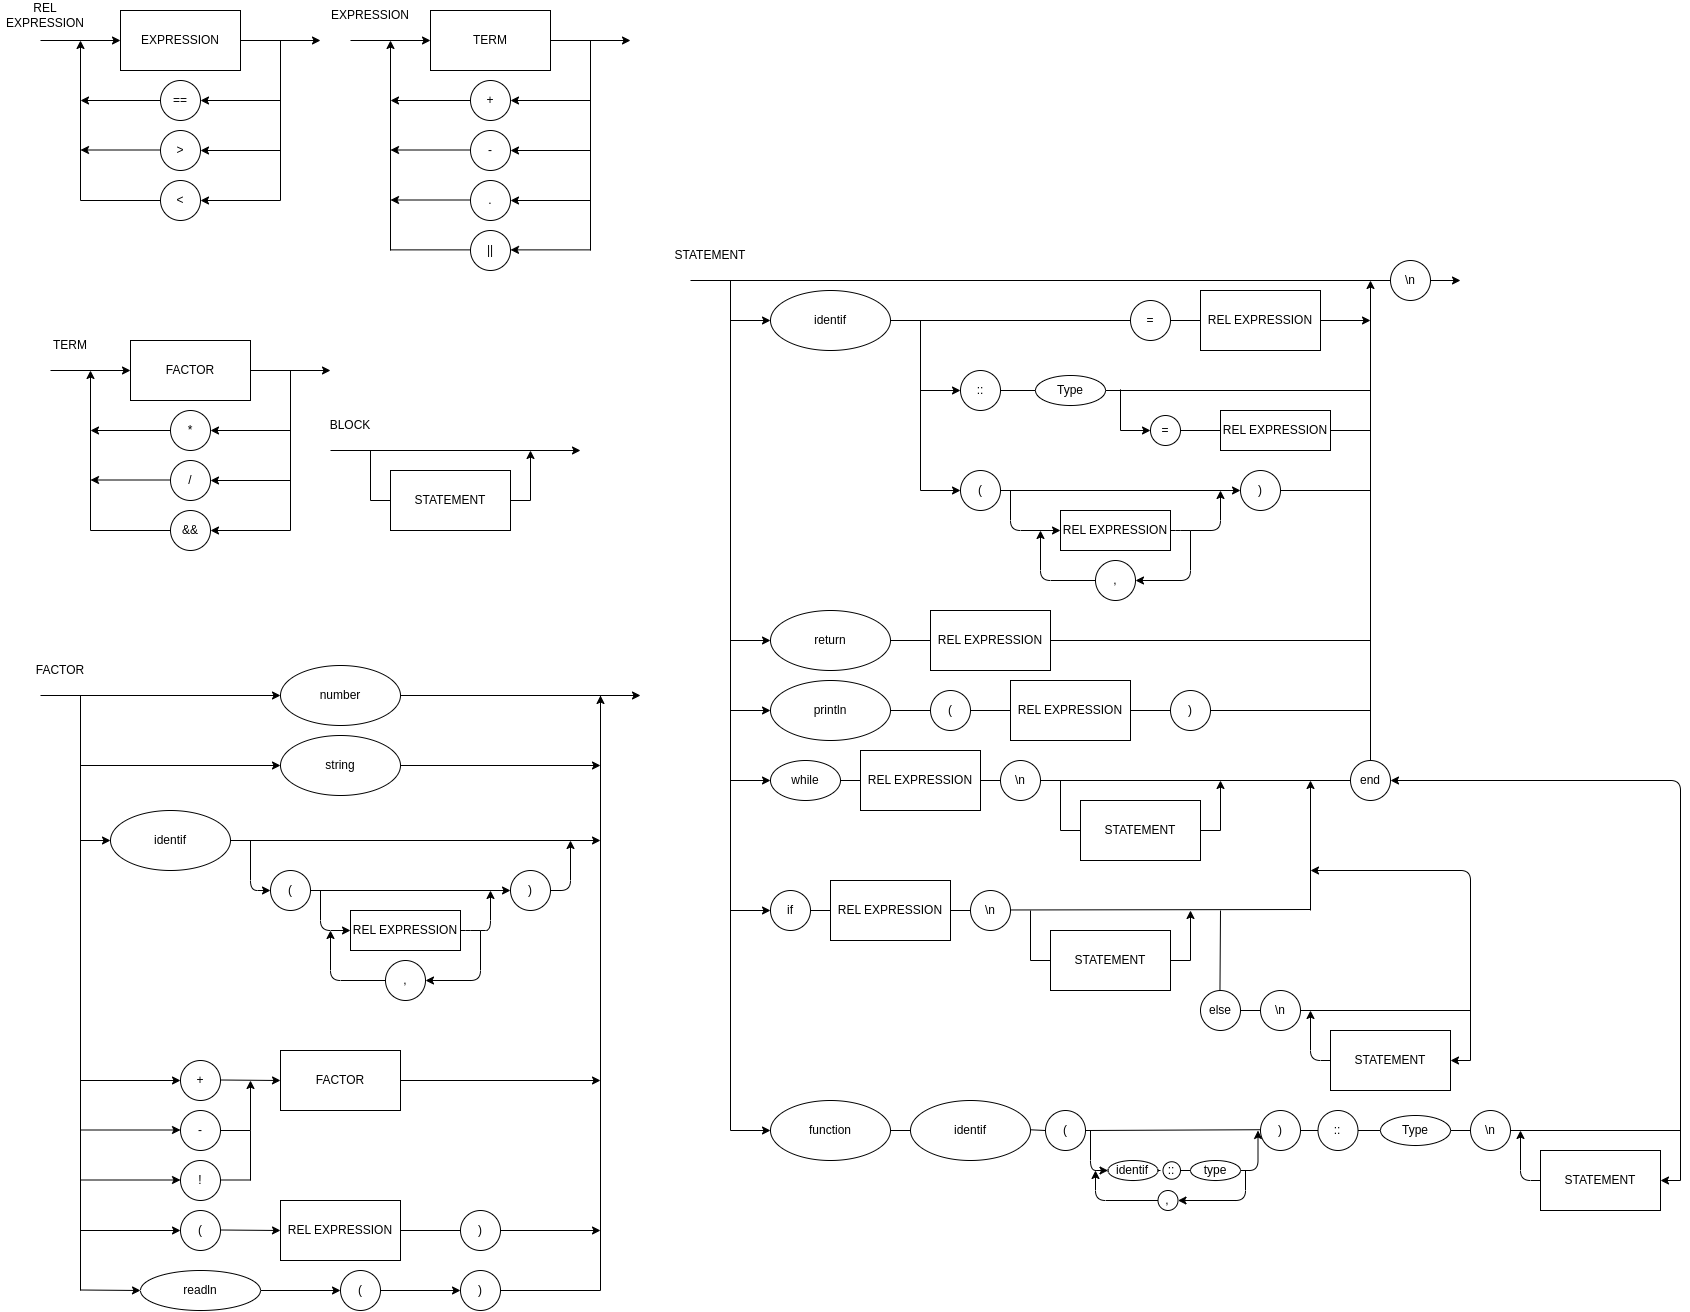 REL
EXPRESSION
EXPRESSION
==
>
<
EXPRESSION
TERM
+
-
.
||
TERM
FACTOR
*
/
&&
BLOCK
STATEMENT
FACTOR
number
string
identif
(
)
REL EXPRESSION
,
+
FACTOR
-
!
(
REL EXPRESSION
)
readln
(
)
STATEMENT
\n
identif
=
REL EXPRESSION
::
Type
=
REL EXPRESSION
(
)
REL EXPRESSION
,
return
REL EXPRESSION
println
(
REL EXPRESSION
)
while
REL EXPRESSION
\n
end
STATEMENT
if
REL EXPRESSION
\n
STATEMENT
else
\n
STATEMENT
function
identif
(
)
::
Type
\n
identif
::
type
,
STATEMENT